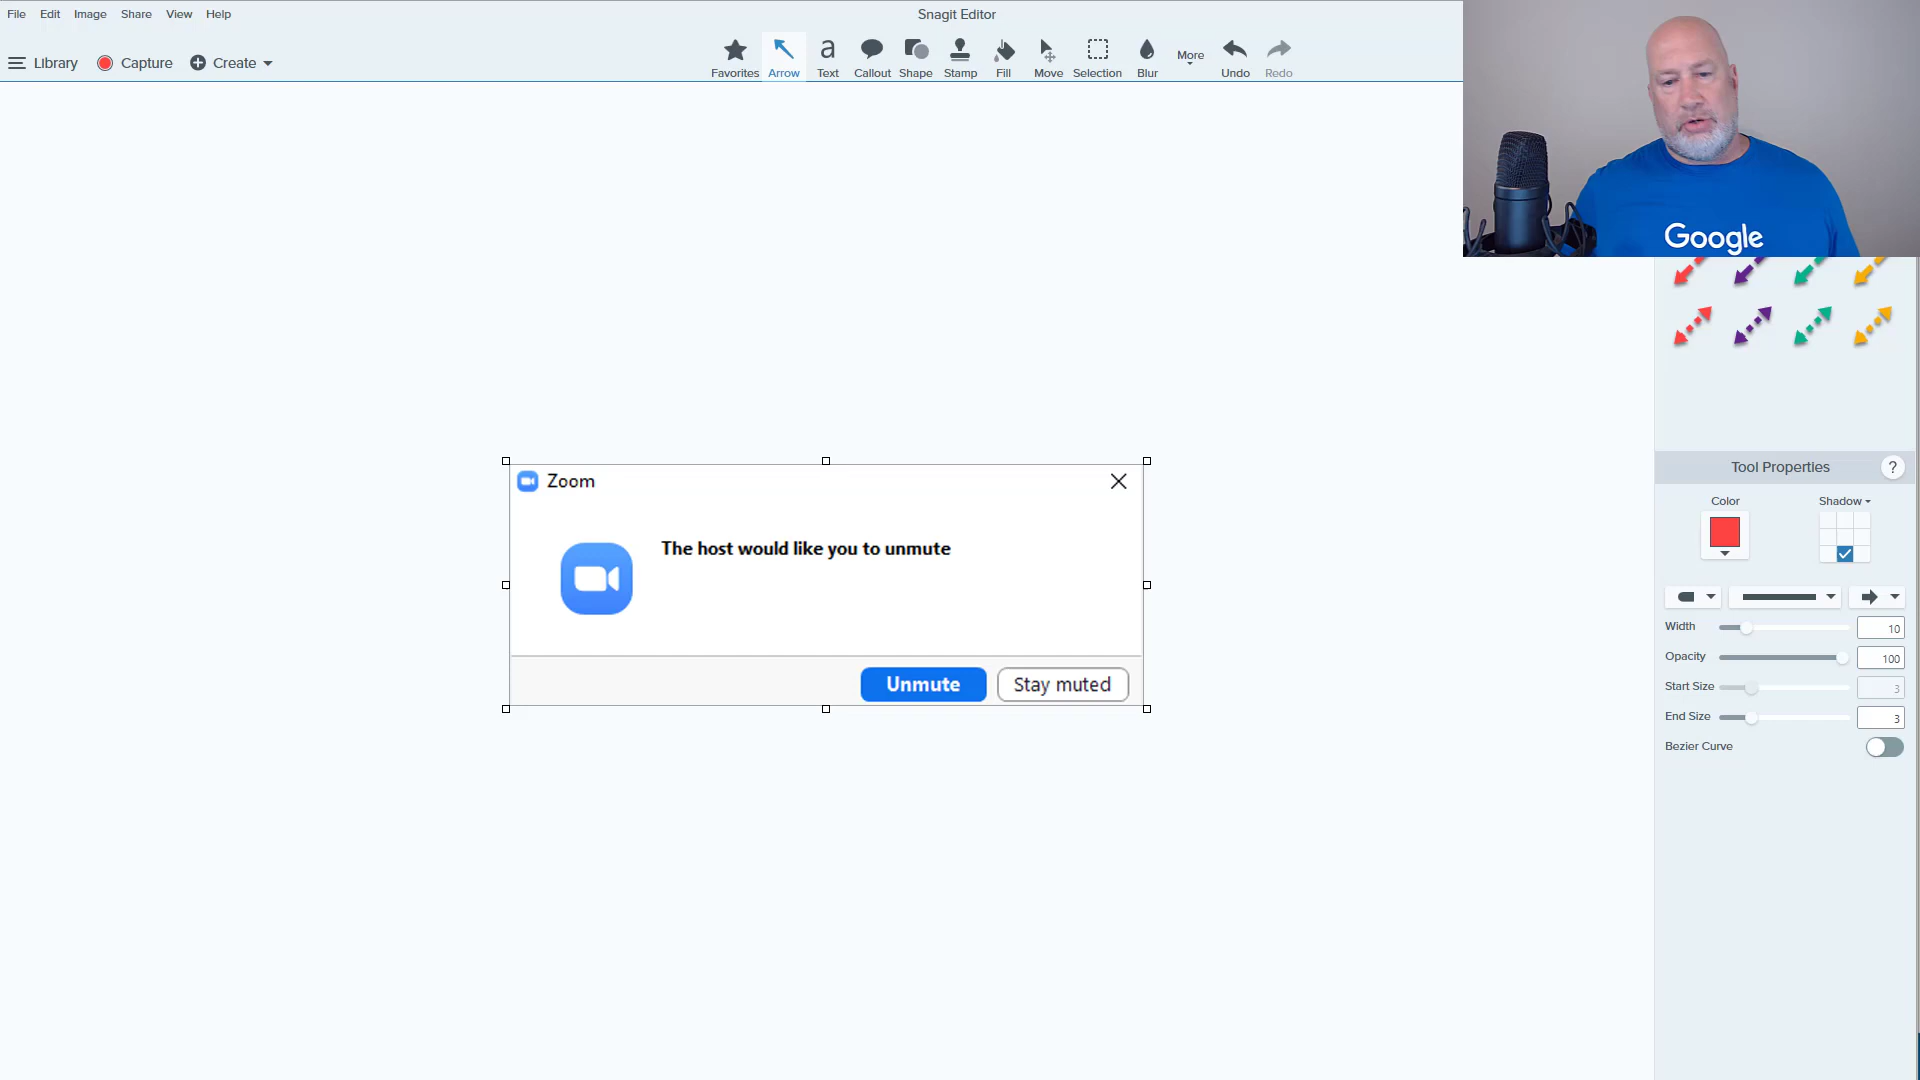 File Edit Image Share View Help
Snagit Editor
Library Capture Create
Favorites Arrow Text Callout Shape Stamp Fill Move Selection Blur More Undo Redo
Google
Zoom
The host would like you to unmute
Unmute Stay muted
Tool Properties ?
Color Shadow
Width 10
Opacity 100
Start Size 3
End Size 3
Bezier Curve